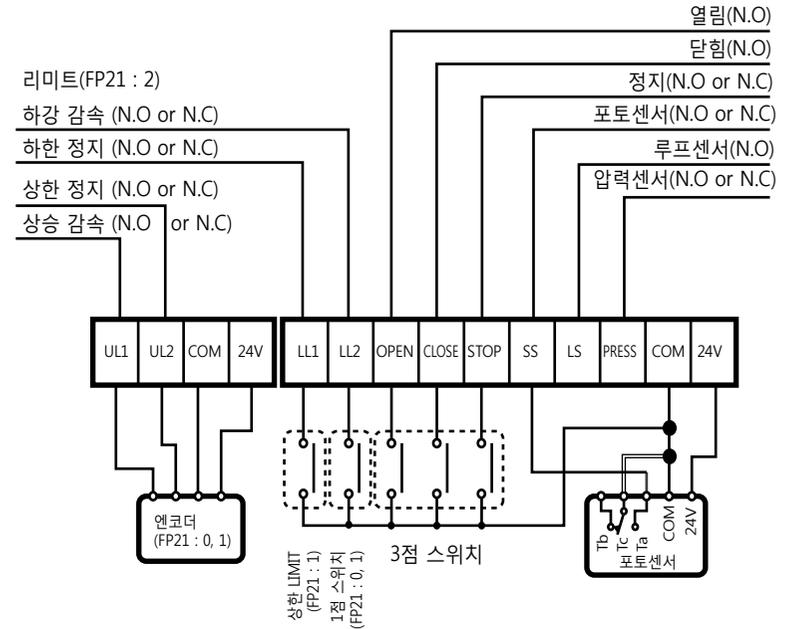 열림(N.O)
닫힘(N.O)
정지(N.O or N.C)
포토센서(N.O or N.C)
루프센서(N.O)
압력센서(N.O or N.C)
리미트(FP21 : 2)
하강 감속 (N.O or N.C)
하한 정지 (N.O or N.C)
상한 정지 (N.O or N.C)
상승 감속 (N.O or N.C)
UL1 UL2 COM 24V
LL1 LL2 OPEN CLOSE STOP SS LS PRESS COM 24V
엔코더
(FP21 : 0, 1)
상한 LIMIT
(FP21 : 1)
1점 스위치
(FP21 : 0, 1)
3점 스위치
Tb Tc Ta COM 24V
포토센서